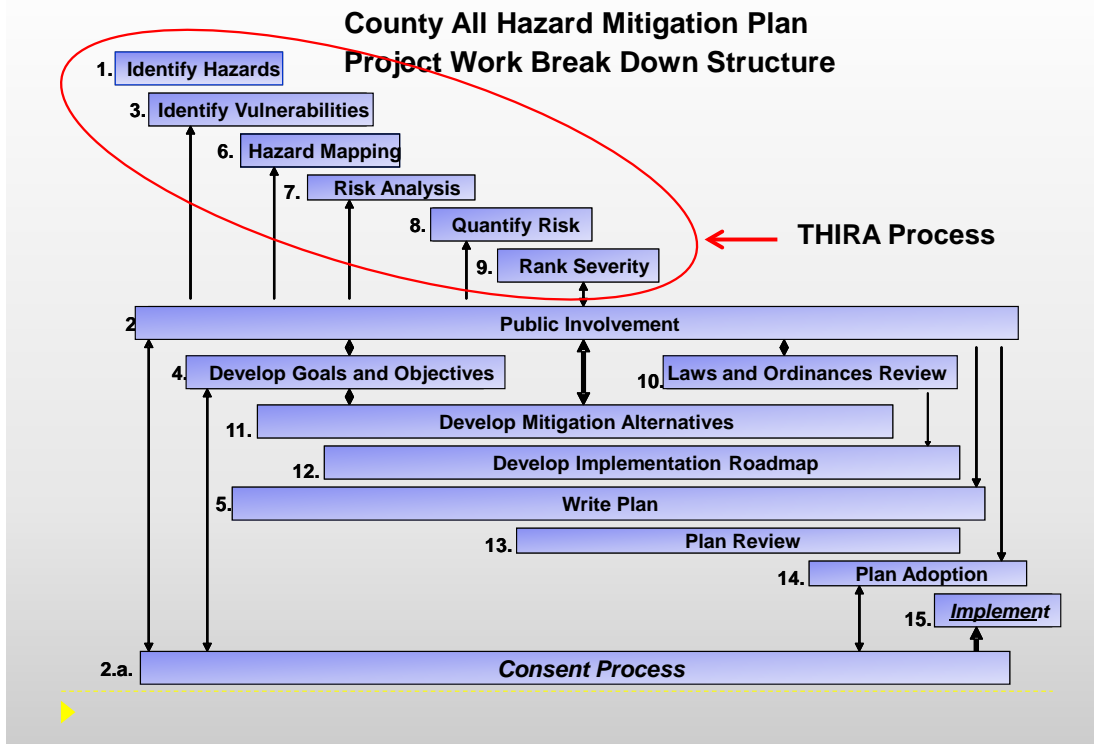 County All Hazard Mitigation Plan
Project Work Break Down Structure
1. Identify Hazards
3. Identify Vulnerabilities
6. Hazard Mapping
7. Risk Analysis
8. Quantify Risk
9. Rank Severity
THIRA Process
2 Public Involvement
4. Develop Goals and Objectives
10. Laws and Ordinances Review
11. Develop Mitigation Alternatives
12. Develop Implementation Roadmap
5. Write Plan
13. Plan Review
14. Plan Adoption
15. Implement
2.a. Consent Process